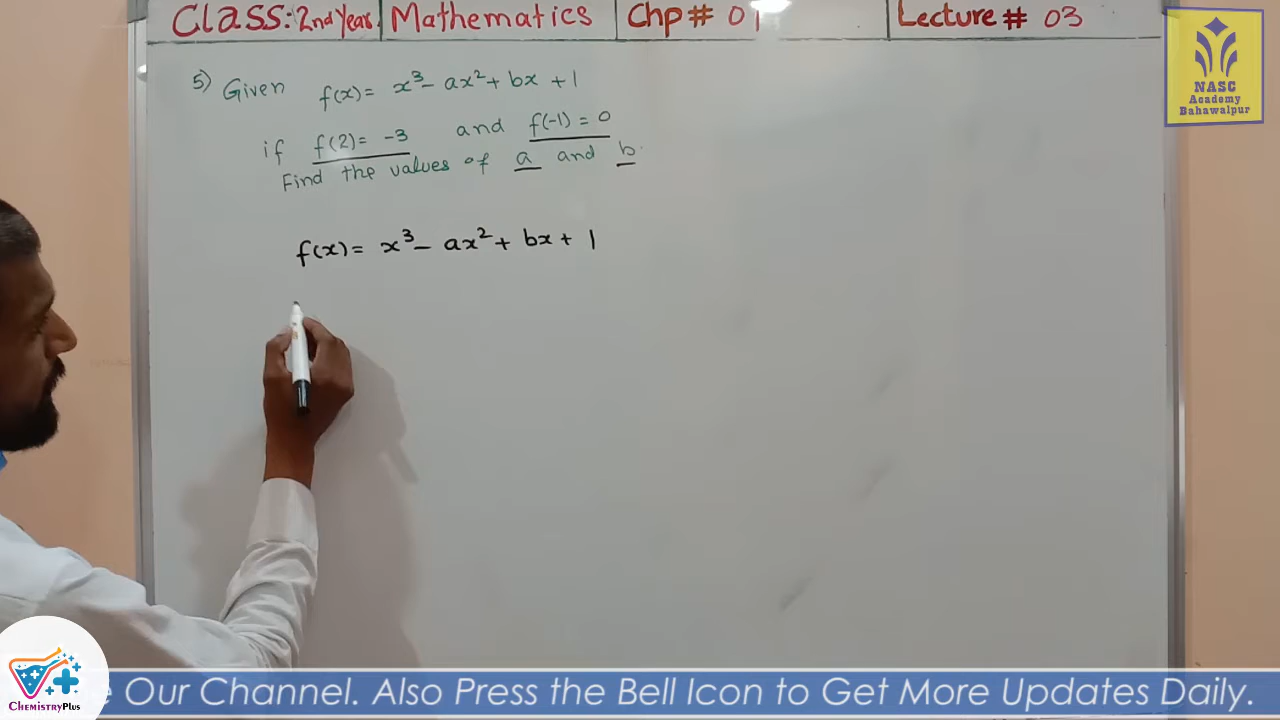 Class: 2nd Year Mathematics Chp # 01 Lecture # 03
NASC
Academy
Bahawalpur
5) Given f(x) = x³ - ax² + bx + 1
if f(2) = -3 and f(-1) = 0
Find the values of a and b.
f(x) = x³ - ax² + bx + 1
Our Channel. Also Press the Bell Icon to Get More Updates Daily.
ChemistryPlus